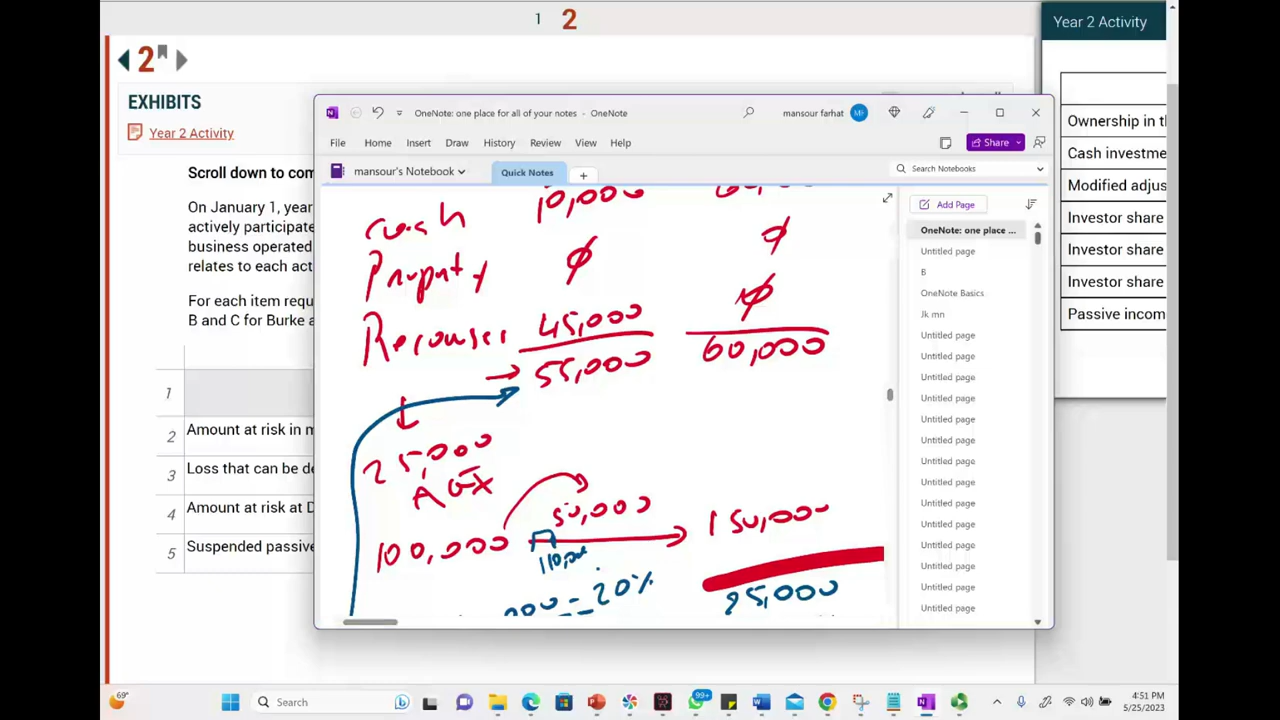 1 2
Year 2 Activity
2
EXHIBITS
Year 2 Activity
Scroll down to com
On January 1, year
actively participate
business operated
relates to each act
For each item requ
B and C for Burke a
1
2 Amount at risk in m
3 Loss that can be de
4 Amount at risk at D
5 Suspended passive
OneNote: one place for all of your notes - OneNote
mansour farhat MF
File Home Insert Draw History Review View Help
Share
mansour's Notebook
Quick Notes
Search Notebooks
Cash 10,000
Property ∅ ∅
Recourse 45,000 ∅
55,000 60,000
25,000
AGI
50,000
100,000 150,000
110,000
000 = 20%
25,000
Add Page
OneNote: one place ...
Untitled page
B
OneNote Basics
Jk mn
Untitled page
Untitled page
Untitled page
Untitled page
Untitled page
Untitled page
Untitled page
Untitled page
Untitled page
Untitled page
Untitled page
Untitled page
Untitled page
Untitled page
Ownership in th
Cash investme
Modified adjus
Investor share
Investor share
Investor share
Passive incom
69°
Search
99+
4:51 PM
5/25/2023